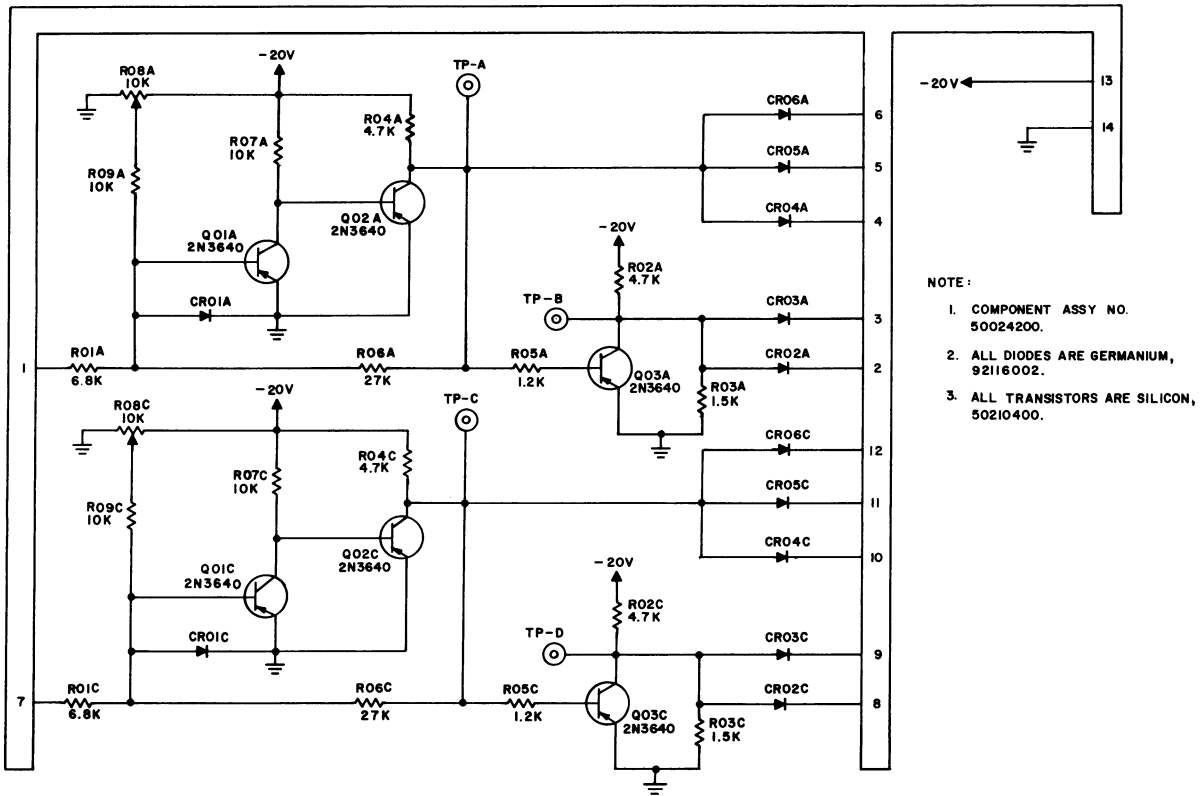 -20V
R08A
10K
TP-A
R04A
4.7K
R07A
10K
R09A
10K
Q02A
2N3640
Q01A
2N3640
CR01A
1
R01A
6.8K
R06A
27K
R05A
1.2K
TP-B
-20V
R02A
4.7K
Q03A
2N3640
R03A
1.5K
CR06A
6
CR05A
5
CR04A
4
CR03A
3
CR02A
2
-20V
13
14
NOTE:
1. COMPONENT ASSY NO.
50024200.
2. ALL DIODES ARE GERMANIUM,
92116002.
3. ALL TRANSISTORS ARE SILICON,
50210400.
-20V
R08C
10K
TP-C
R04C
4.7K
R07C
10K
R09C
10K
Q02C
2N3640
Q01C
2N3640
CR01C
7
R01C
6.8K
R06C
27K
R05C
1.2K
TP-D
-20V
R02C
4.7K
Q03C
2N3640
R03C
1.5K
CR06C
12
CR05C
11
CR04C
10
CR03C
9
CR02C
8